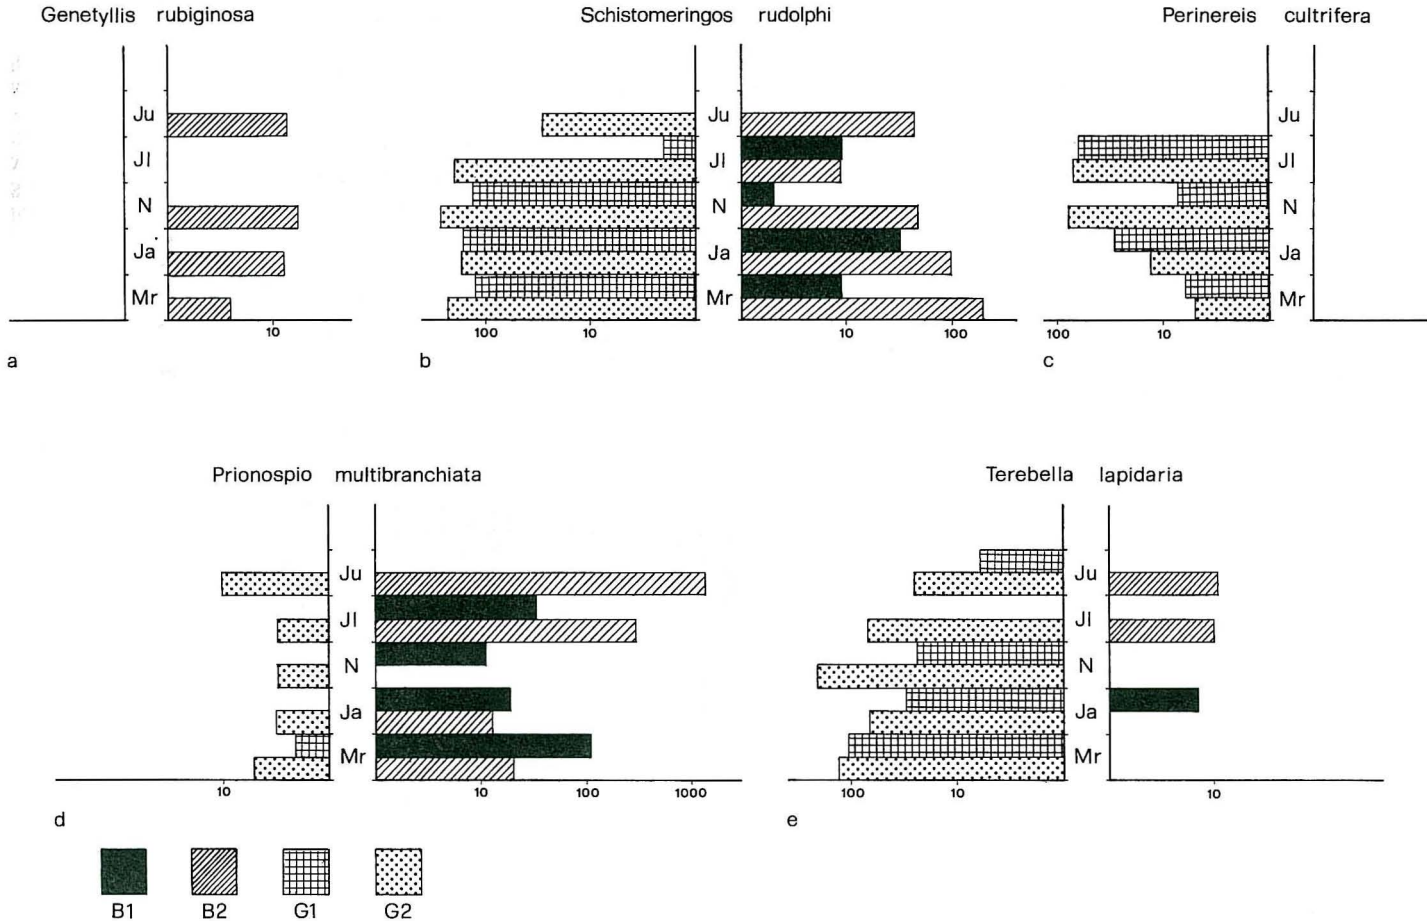 Genetyllis rubiginosa
Ju
Jl
N
Ja
Mr
10
a
Schistomeringos rudolphi
Ju
Jl
N
Ja
Mr
100 10 10 100
b
Perinereis cultrifera
Ju
Jl
N
Ja
Mr
100 10
c
Prionospio multibranchiata
Ju
Jl
N
Ja
Mr
10 10 100 1000
d
Terebella lapidaria
Ju
Jl
N
Ja
Mr
100 10 10
e
B1 B2 G1 G2